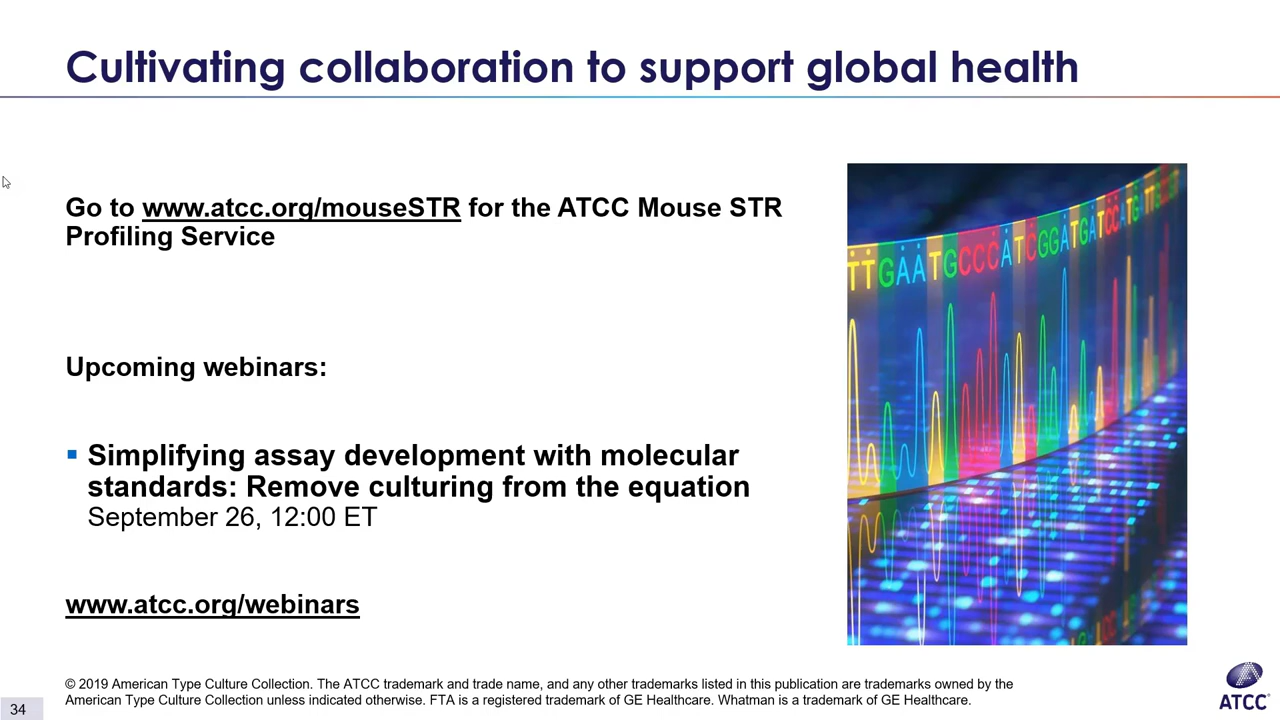 Cultivating collaboration to support global health
Go to www.atcc.org/mouseSTR for the ATCC Mouse STR
Profiling Service
Upcoming webinars:
▪ Simplifying assay development with molecular
standards: Remove culturing from the equation
September 26, 12:00 ET
www.atcc.org/webinars
TTGAATGCCCATCGGATGATCCATGATT
© 2019 American Type Culture Collection. The ATCC trademark and trade name, and any other trademarks listed in this publication are trademarks owned by the
American Type Culture Collection unless indicated otherwise. FTA is a registered trademark of GE Healthcare. Whatman is a trademark of GE Healthcare.
34
ATCC®